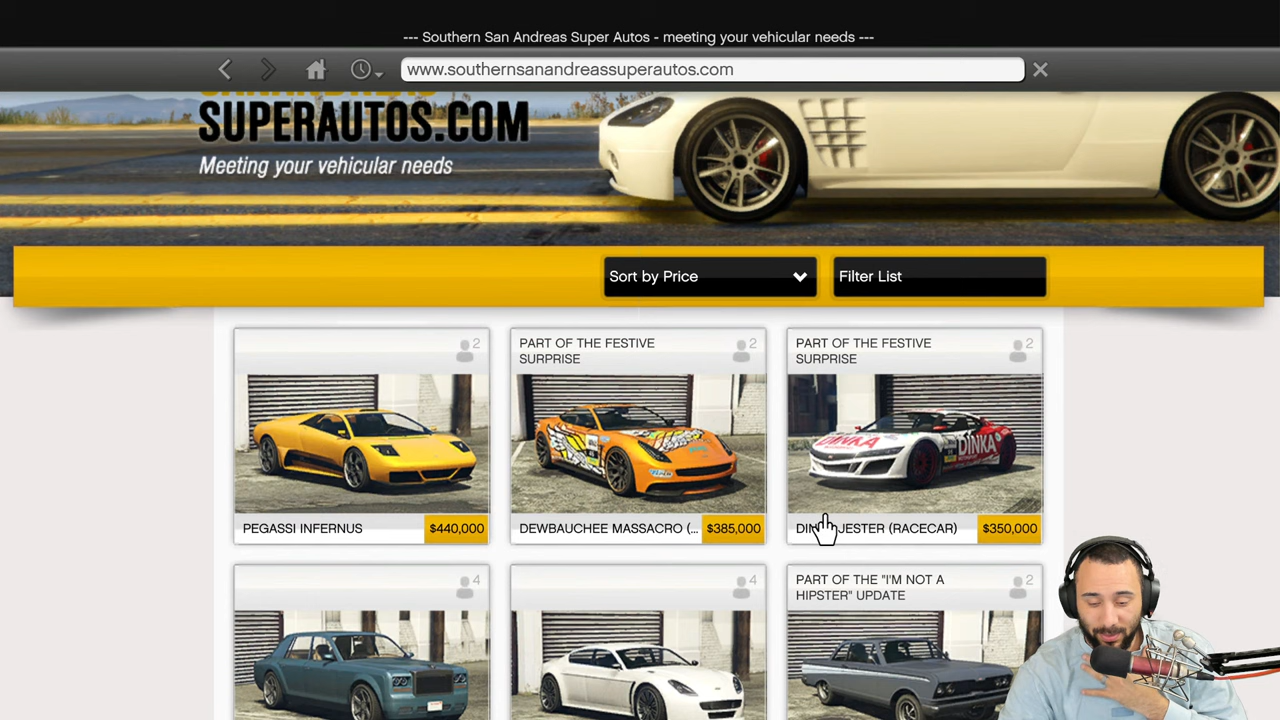 --- Southern San Andreas Super Autos - meeting your vehicular needs ---
www.southernsanandreassuperautos.com
SUPERAUTOS.COM
Meeting your vehicular needs
Sort by Price
Filter List
2
PEGASSI INFERNUS
$440,000
PART OF THE FESTIVE
SURPRISE
2
DEWBAUCHEE MASSACRO (...
$385,000
PART OF THE FESTIVE
SURPRISE
2
DINKA
DINKA
JESTER (RACECAR)
$350,000
4
4
PART OF THE "I'M NOT A
HIPSTER" UPDATE
2